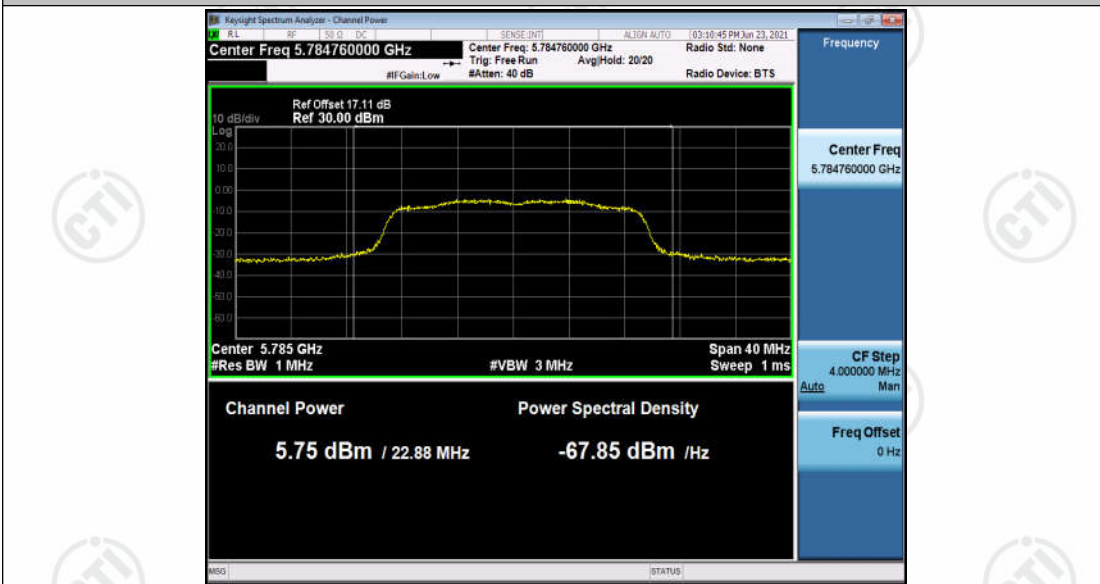 Keysight Spectrum Analyzer - Channel Power
RL RF 50 Ω DC SENSE:INT ALIGN AUTO 03:10:45 PM Jun 23, 2021
Center Freq 5.784760000 GHz
Center Freq: 5.784760000 GHz
Radio Std: None
Trig: Free Run Avg|Hold: 20/20
#IFGain:Low
#Atten: 40 dB
Radio Device: BTS
Frequency
Ref Offset 17.11 dB
10 dB/div Ref 30.00 dBm
Log
20.0
10.0
0.00
-10.0
-20.0
-30.0
-40.0
-50.0
-60.0
Center 5.785 GHz
Span 40 MHz
#Res BW 1 MHz
#VBW 3 MHz
Sweep 1 ms
Channel Power
Power Spectral Density
5.75 dBm / 22.88 MHz
-67.85 dBm /Hz
Center Freq
5.784760000 GHz
CF Step
4.000000 MHz
Auto Man
Freq Offset
0 Hz
MSG
STATUS
CTI
CTI
CTI
CTI